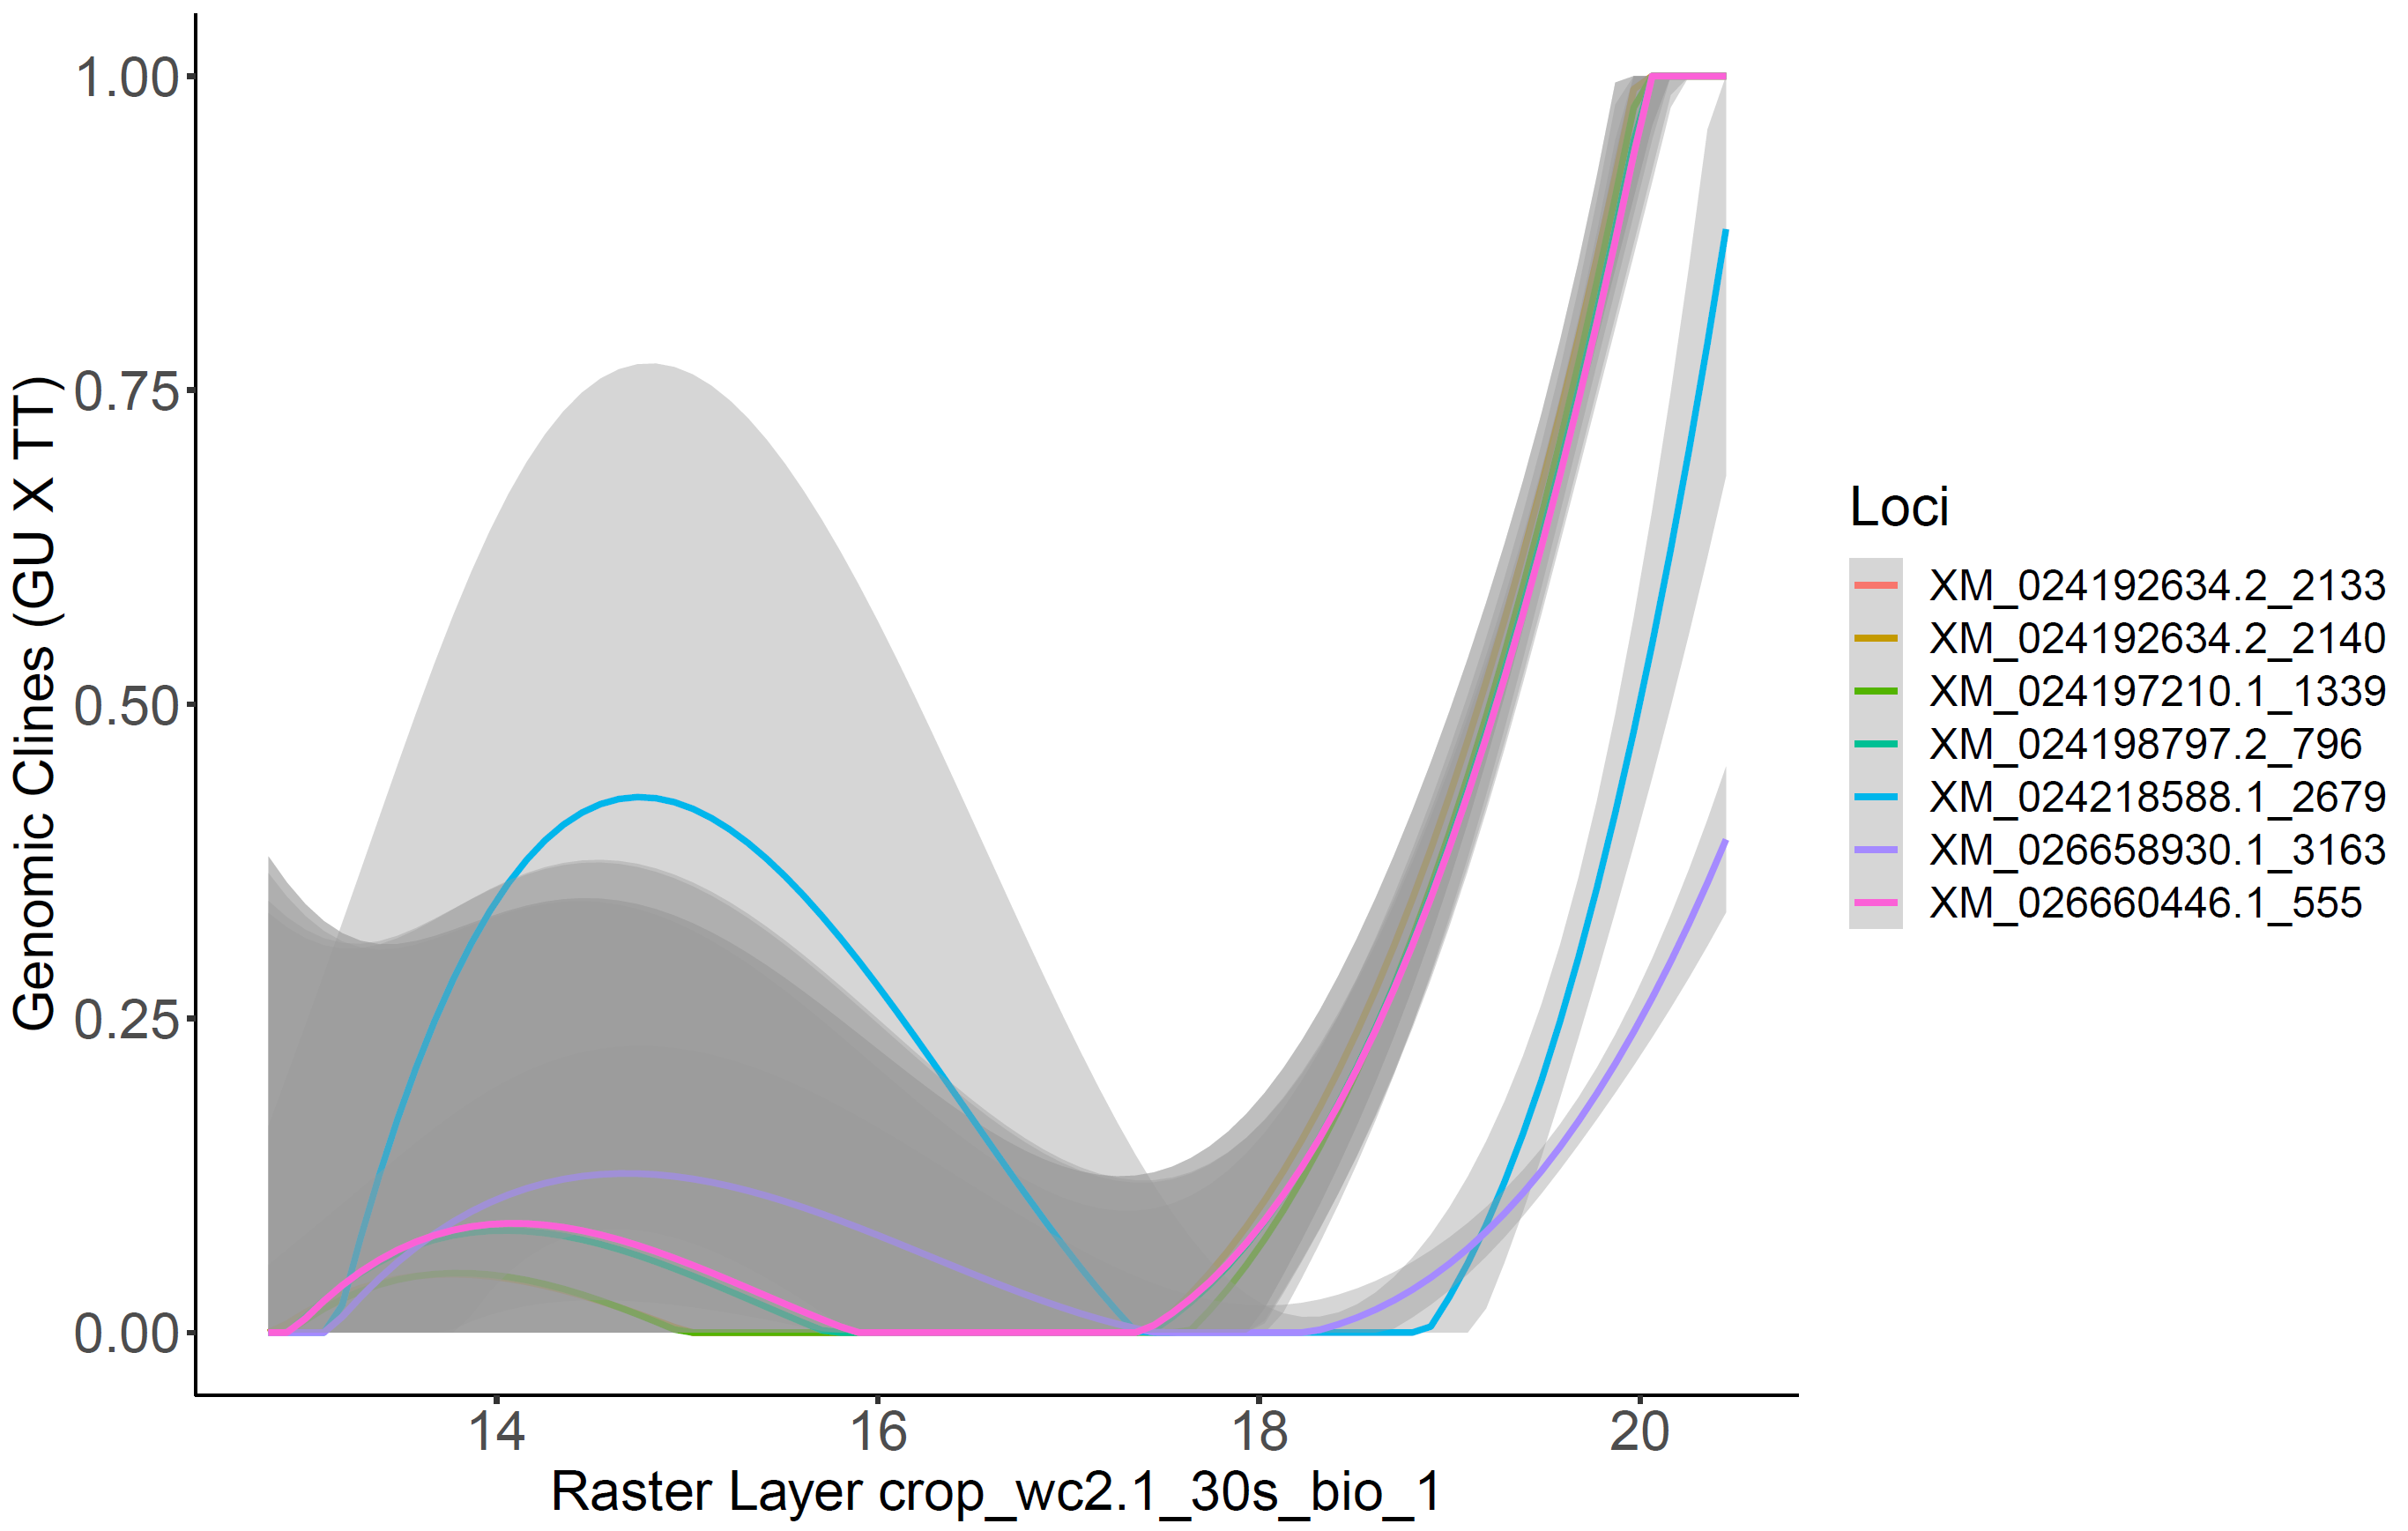 Genomic Clines (GU X TT)
1.00
0.75
0.50
0.25
0.00
14 16 18 20
Raster Layer crop_wc2.1_30s_bio_1
Loci
XM_024192634.2_2133
XM_024192634.2_2140
XM_024197210.1_1339
XM_024198797.2_796
XM_024218588.1_2679
XM_026658930.1_3163
XM_026660446.1_555